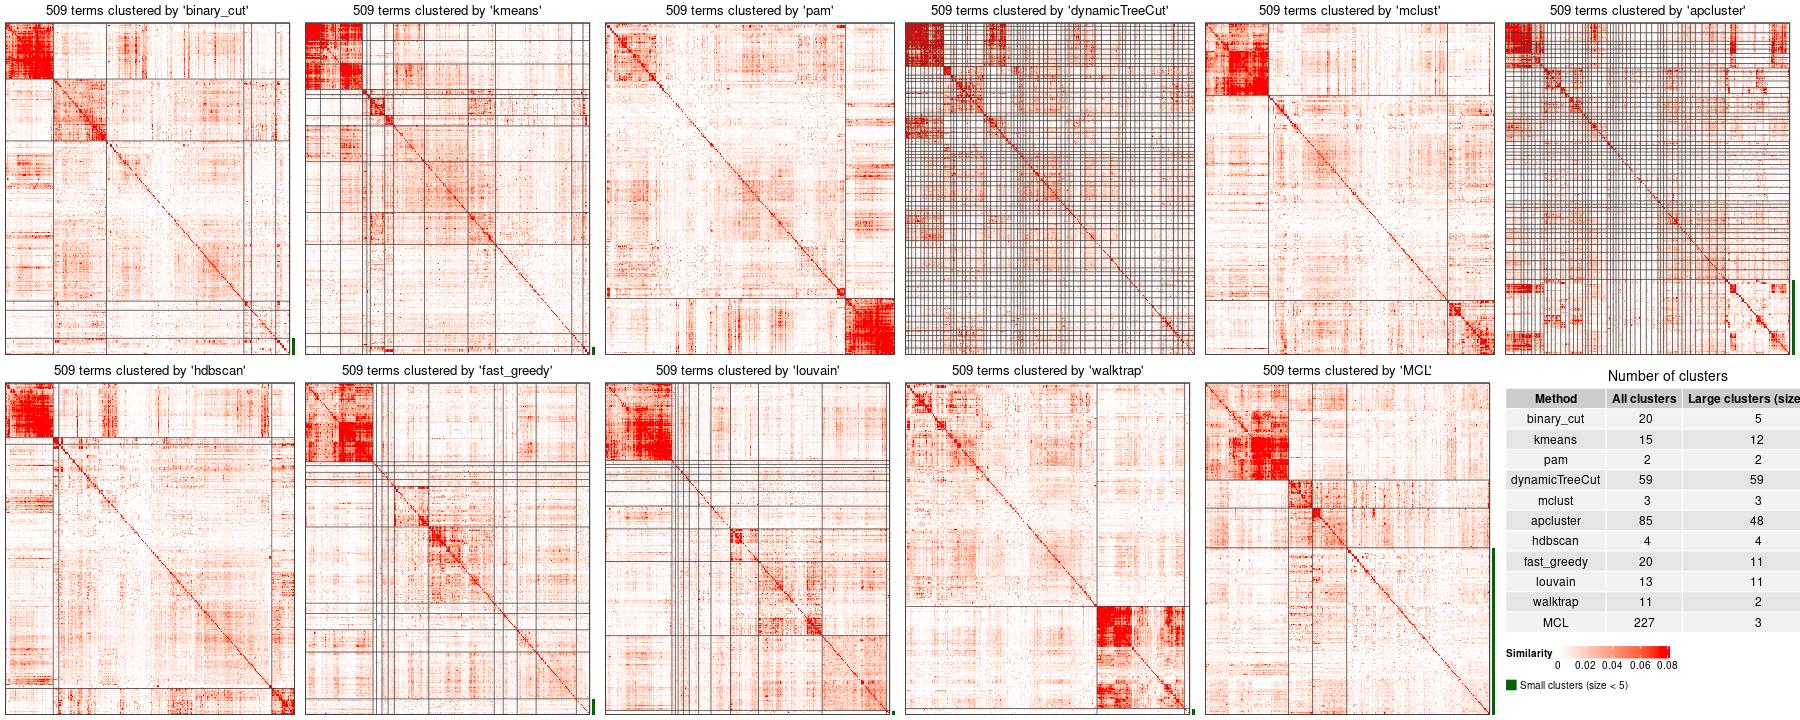 509 terms clustered by 'binary_cut'
509 terms clustered by 'kmeans'
509 terms clustered by 'pam'
509 terms clustered by 'dynamicTreeCut'
509 terms clustered by 'mclust'
509 terms clustered by 'apcluster'
509 terms clustered by 'hdbscan'
509 terms clustered by 'fast_greedy'
509 terms clustered by 'louvain'
509 terms clustered by 'walktrap'
509 terms clustered by 'MCL'
Number of clusters
Method All clusters Large clusters (size
binary_cut 20 5
kmeans 15 12
pam 2 2
dynamicTreeCut 59 59
mclust 3 3
apcluster 85 48
hdbscan 4 4
fast_greedy 20 11
louvain 13 11
walktrap 11 2
MCL 227 3
Similarity
0 0.02 0.04 0.06 0.08
Small clusters (size < 5)